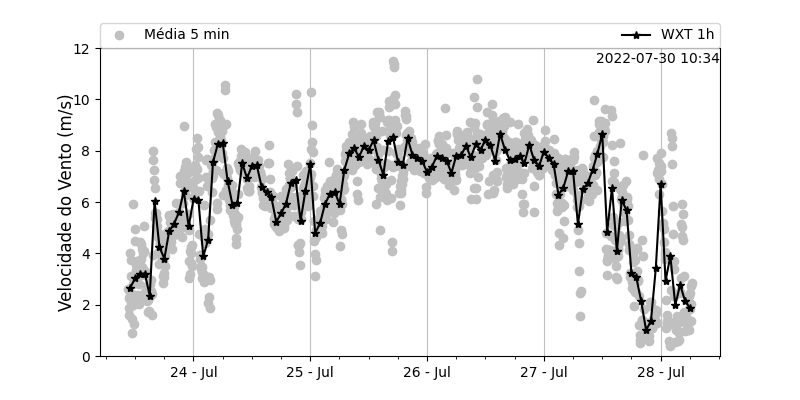 Média 5 min
WXT 1h
2022-07-30 10:34
Velocidade do Vento (m/s)
12
10
8
6
4
2
0
24 - Jul
25 - Jul
26 - Jul
27 - Jul
28 - Jul